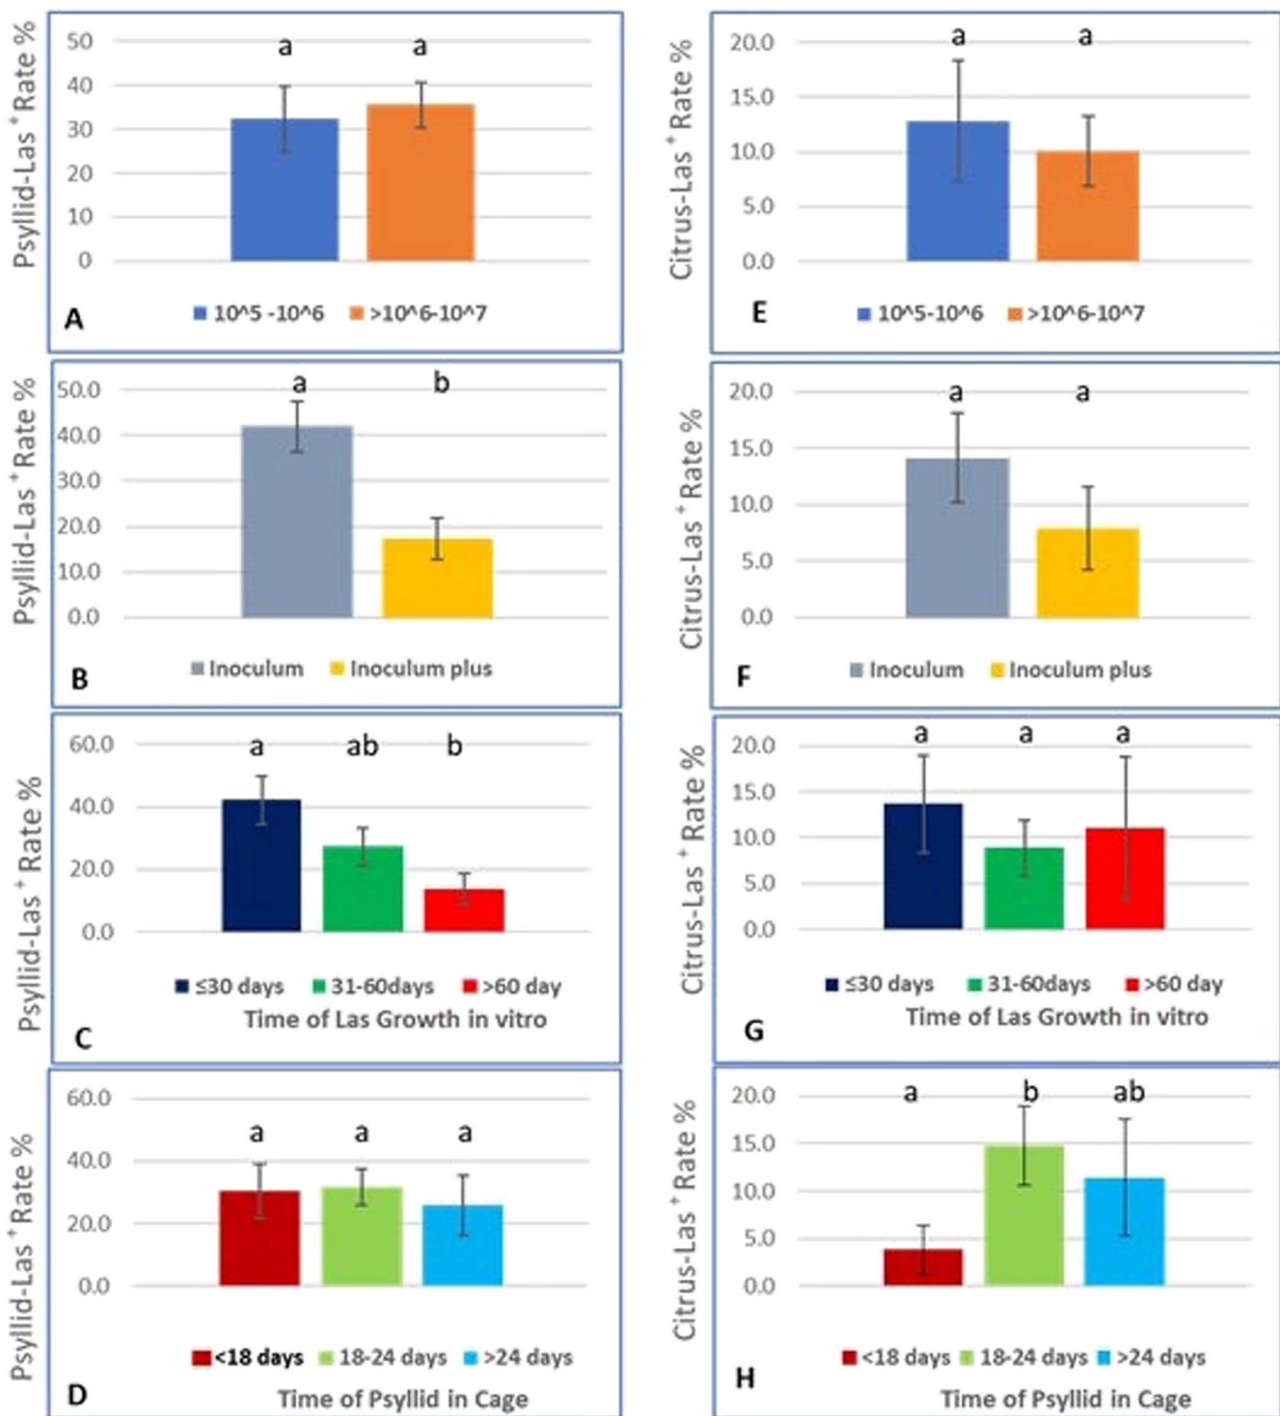 Psyllid-Las⁺Rate %
50
40
30
20
10
0
a a
A
10^5 -10^6 >10^6-10^7
Citrus-Las⁺Rate %
20.0
15.0
10.0
5.0
0.0
a a
E
10^5-10^6 >10^6-10^7
Psyllid-Las⁺Rate %
50.0
40.0
30.0
20.0
10.0
0.0
a b
Inoculum Inoculum plus
B
Citrus-Las⁺Rate %
20.0
15.0
10.0
5.0
0.0
a a
Inoculum Inoculum plus
F
Psyllid-Las⁺ Rate %
60.0
40.0
20.0
0.0
a ab b
≤30 days 31-60days >60 day
Time of Las Growth in vitro
C
Citrus-Las⁺ Rate %
20.0
15.0
10.0
5.0
0.0
a a a
≤30 days 31-60days >60 day
Time of Las Growth in vitro
G
Psyllid-Las⁺Rate %
60.0
40.0
20.0
0.0
a a a
<18 days 18-24 days >24 days
D
Time of Psyllid in Cage
Citrus-Las⁺ Rate %
20.0
15.0
10.0
5.0
0.0
a b ab
<18 days 18-24 days >24 days
H
Time of Psyllid in Cage